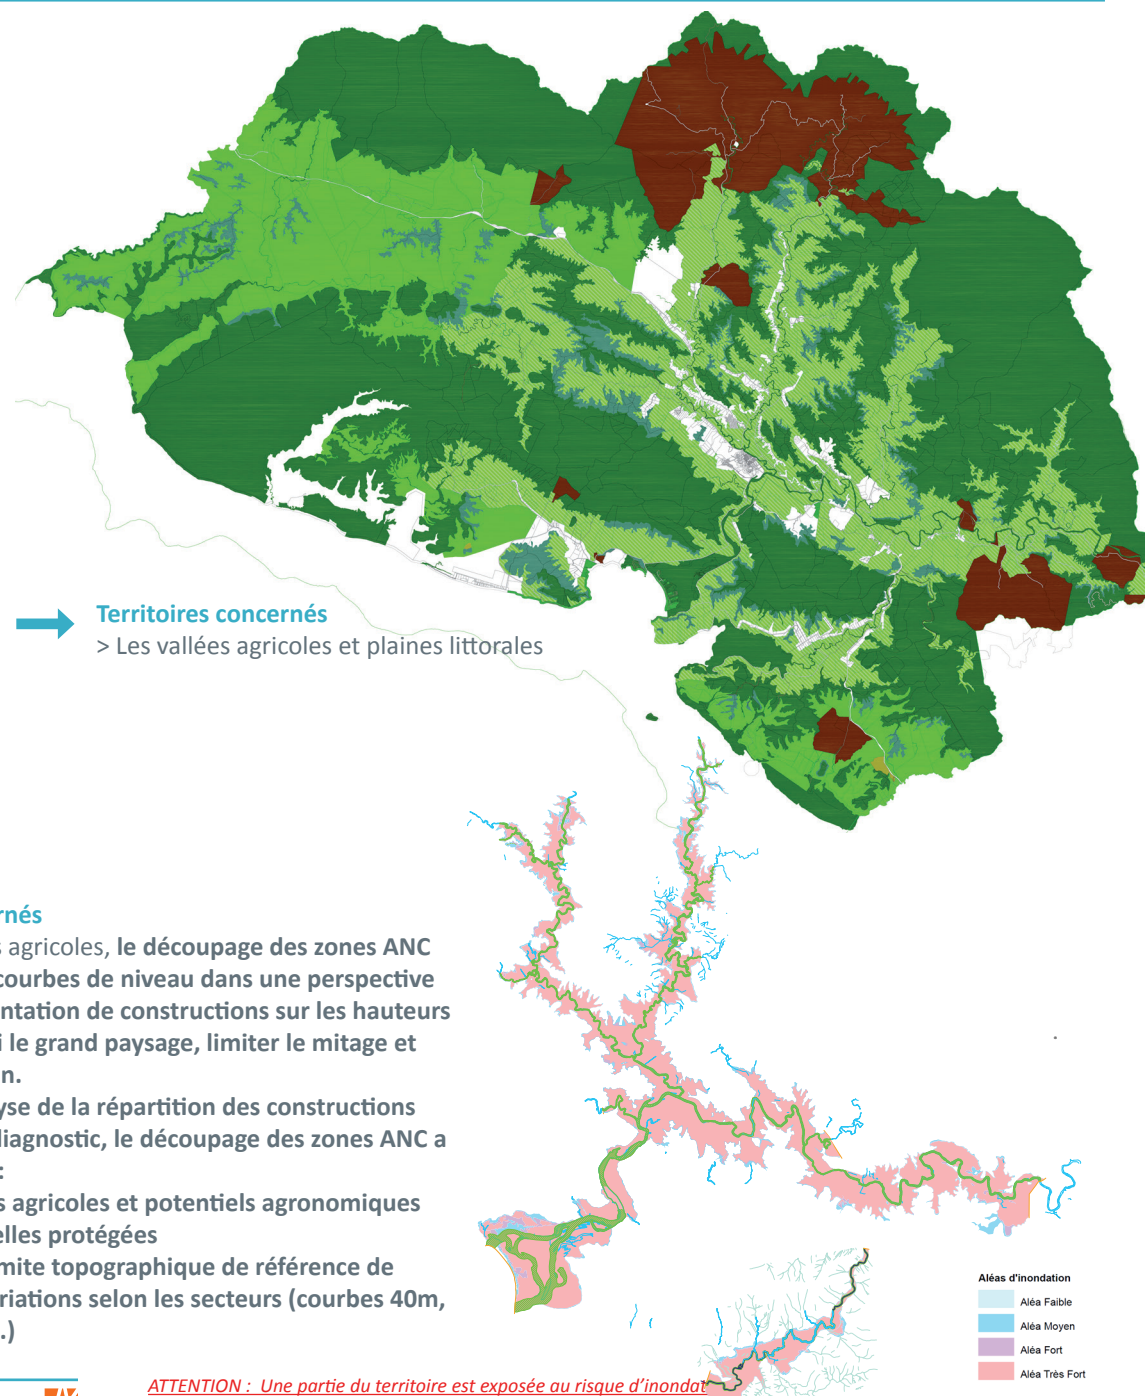 Territoires concernés
> Les vallées agricoles et plaines littorales
rnés
s agricoles, le découpage des zones ANC
courbes de niveau dans une perspective
ntation de constructions sur les hauteurs
i le grand paysage, limiter le mitage et
n.
yse de la répartition des constructions
diagnostic, le découpage des zones ANC a
:
s agricoles et potentiels agronomiques
elles protégées
mite topographique de référence de
riations selon les secteurs (courbes 40m,
.)
Aléas d'inondation
Aléa Faible
Aléa Moyen
Aléa Fort
Aléa Très Fort
ATTENTION : Une partie du territoire est exposée au risque d’inondat